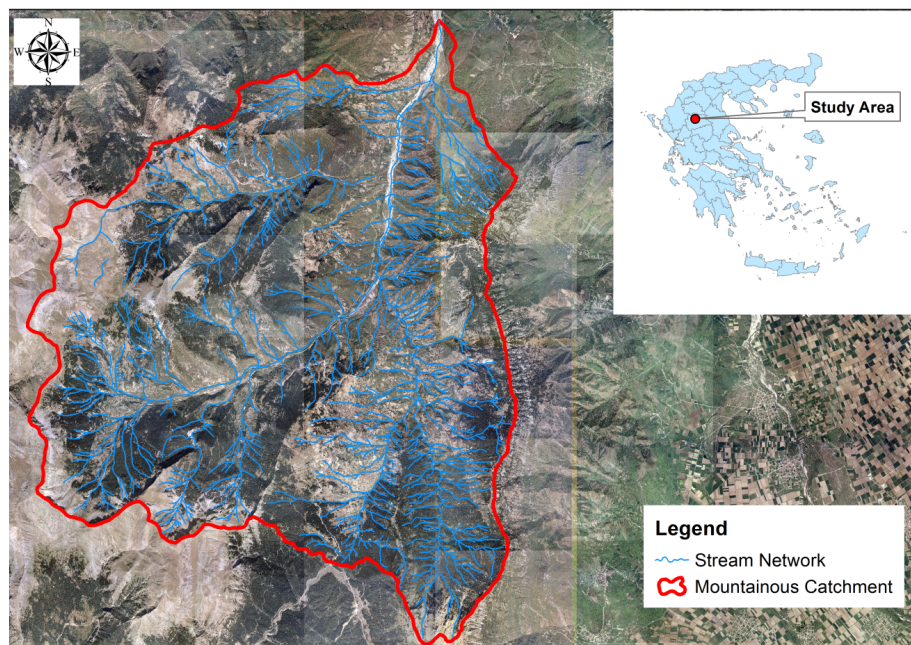 N
W E
S
Study Area
Legend
Stream Network
Mountainous Catchment